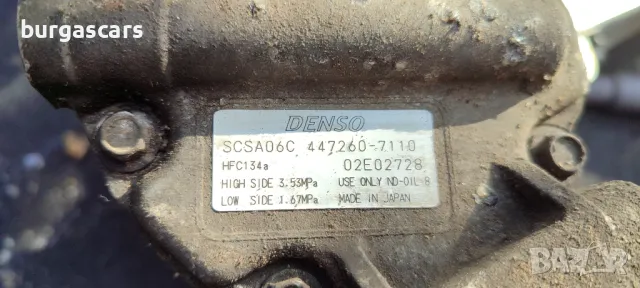 burgascars
DENSO
SCSA06C 447260-7110
HFC134a 02E02728
HIGH SIDE 3.53MPa USE ONLY ND-OIL 8
LOW SIDE 1.67MPa MADE IN JAPAN
BAZAR